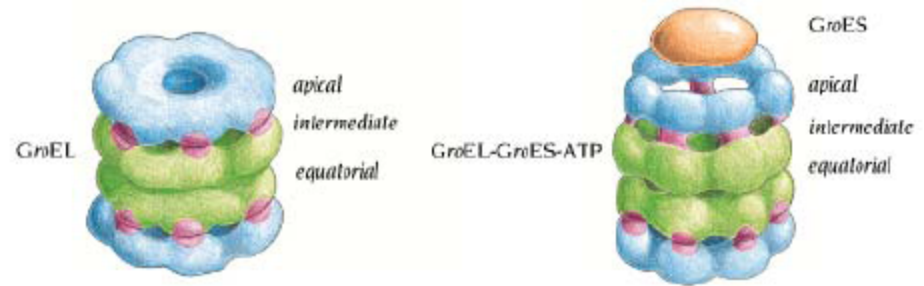 GroEL
apical
intermediate
equatorial
GroES
GroEL-GroES-ATP
apical
intermediate
equatorial